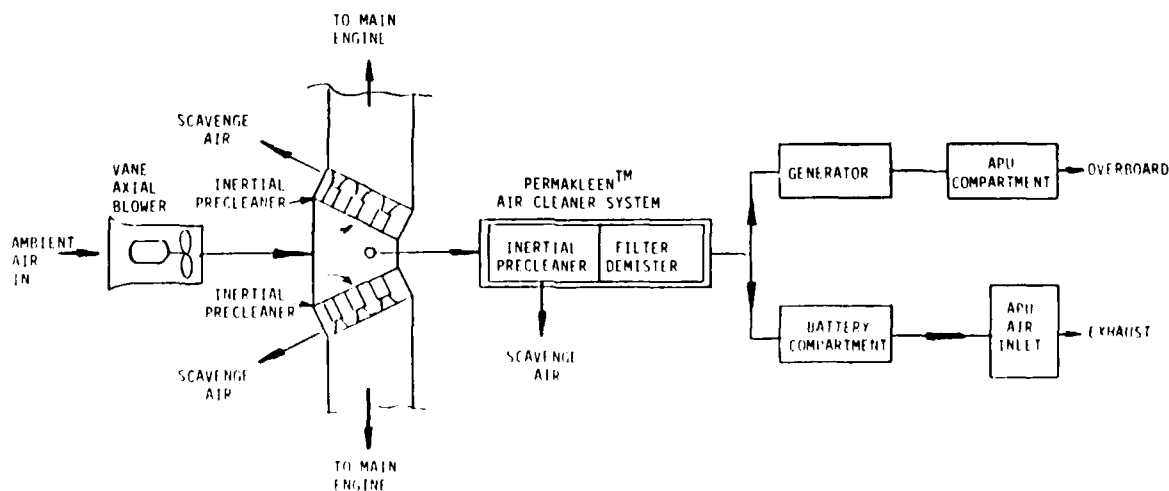 TO MAIN
ENGINE
SCAVENGE
AIR
VANE
AXIAL
BLOWER
INERTIAL
PRECLEANER
AMBIENT
AIR
IN
INERTIAL
PRECLEANER
SCAVENGE
AIR
TO MAIN
ENGINE
PERMAKLEEN™
AIR CLEANER SYSTEM
INERTIAL
PRECLEANER
FILTER
DEMISTER
SCAVENGE
AIR
GENERATOR
APU
COMPARTMENT
OVERBOARD
BATTERY
COMPARTMENT
APU
AIR
INLET
EXHAUST